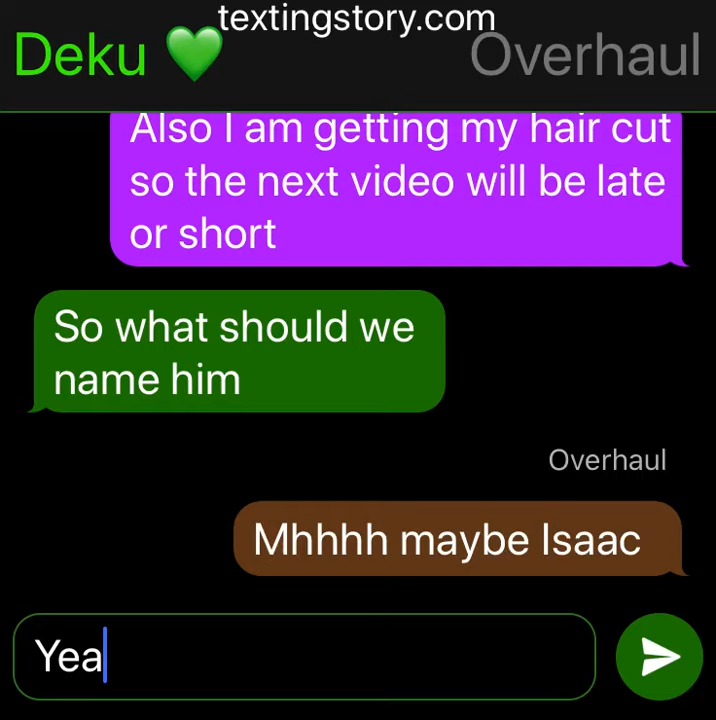 textingstory.com
Deku 💚 Overhaul
Also I am getting my hair cut
so the next video will be late
or short
So what should we
name him
Overhaul
Mhhhh maybe Isaac
Yea